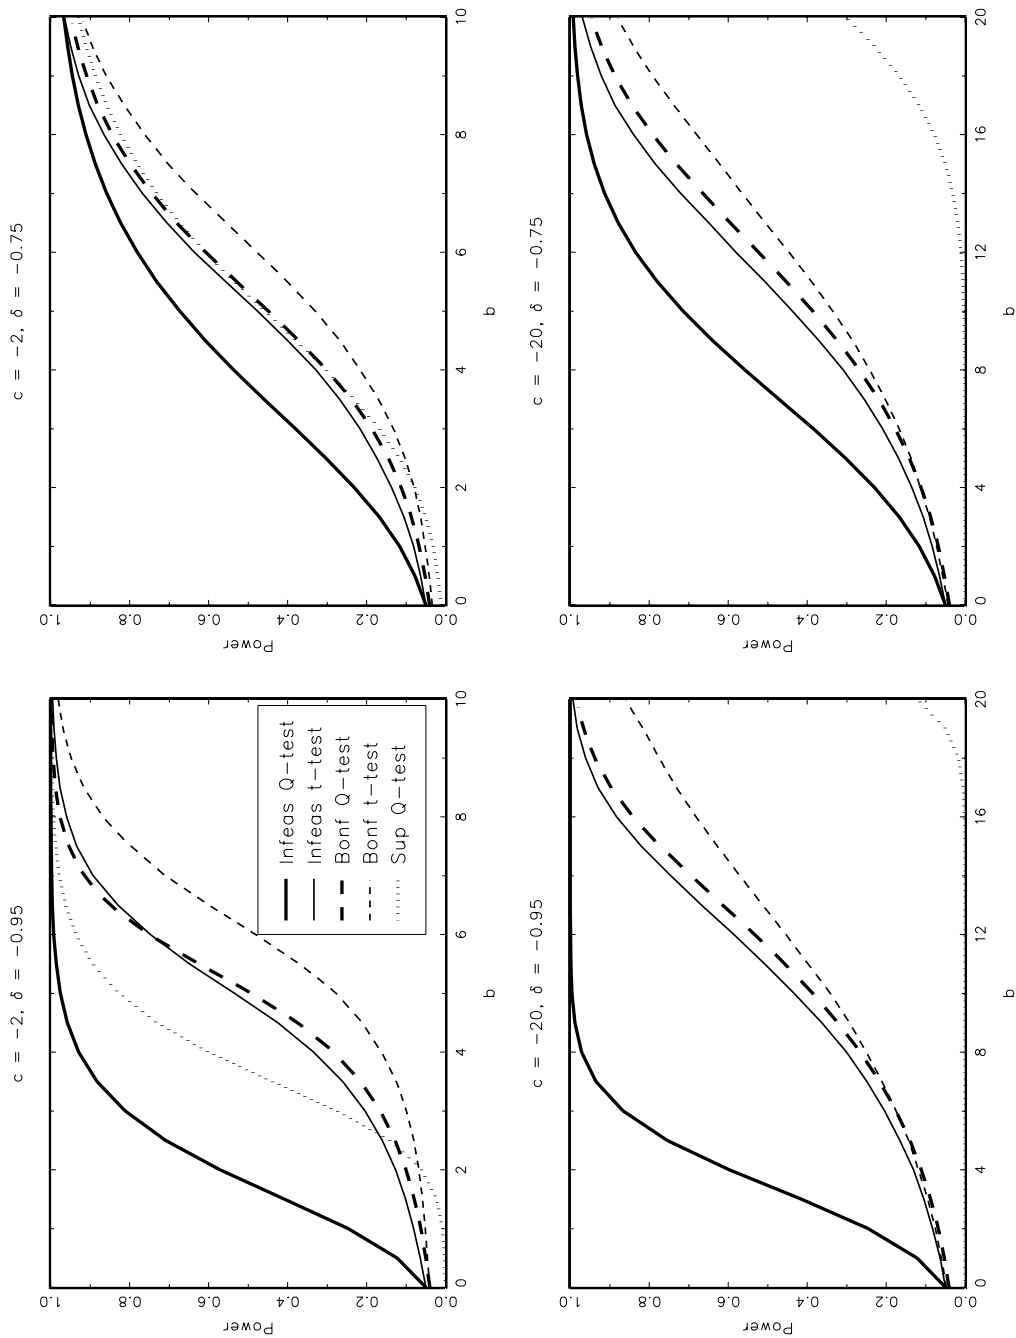 c = −2, δ = −0.95
Power
1.0
0.8
0.6
0.4
0.2
0.0
Infeas Q−test
Infeas t−test
Bonf Q−test
Bonf t−test
Sup Q−test
0 2 4 6 8 10
b
c = −2, δ = −0.75
Power
1.0
0.8
0.6
0.4
0.2
0.0
0 2 4 6 8 10
b
c = −20, δ = −0.95
Power
1.0
0.8
0.6
0.4
0.2
0.0
0 4 8 12 16 20
b
c = −20, δ = −0.75
Power
1.0
0.8
0.6
0.4
0.2
0.0
0 4 8 12 16 20
b